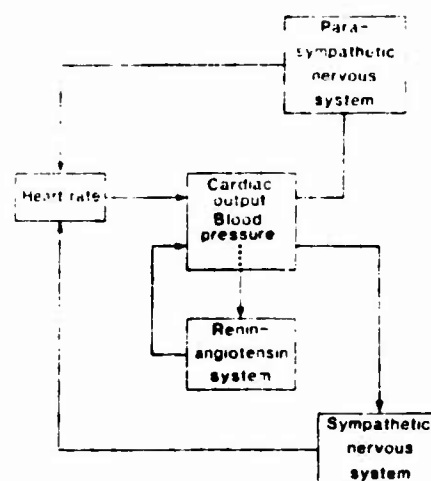 Para-
sympathetic
nervous
system
Heart rate
Cardiac
output
Blood
pressure
Renin-
angiotensin
system
Sympathetic
nervous
system